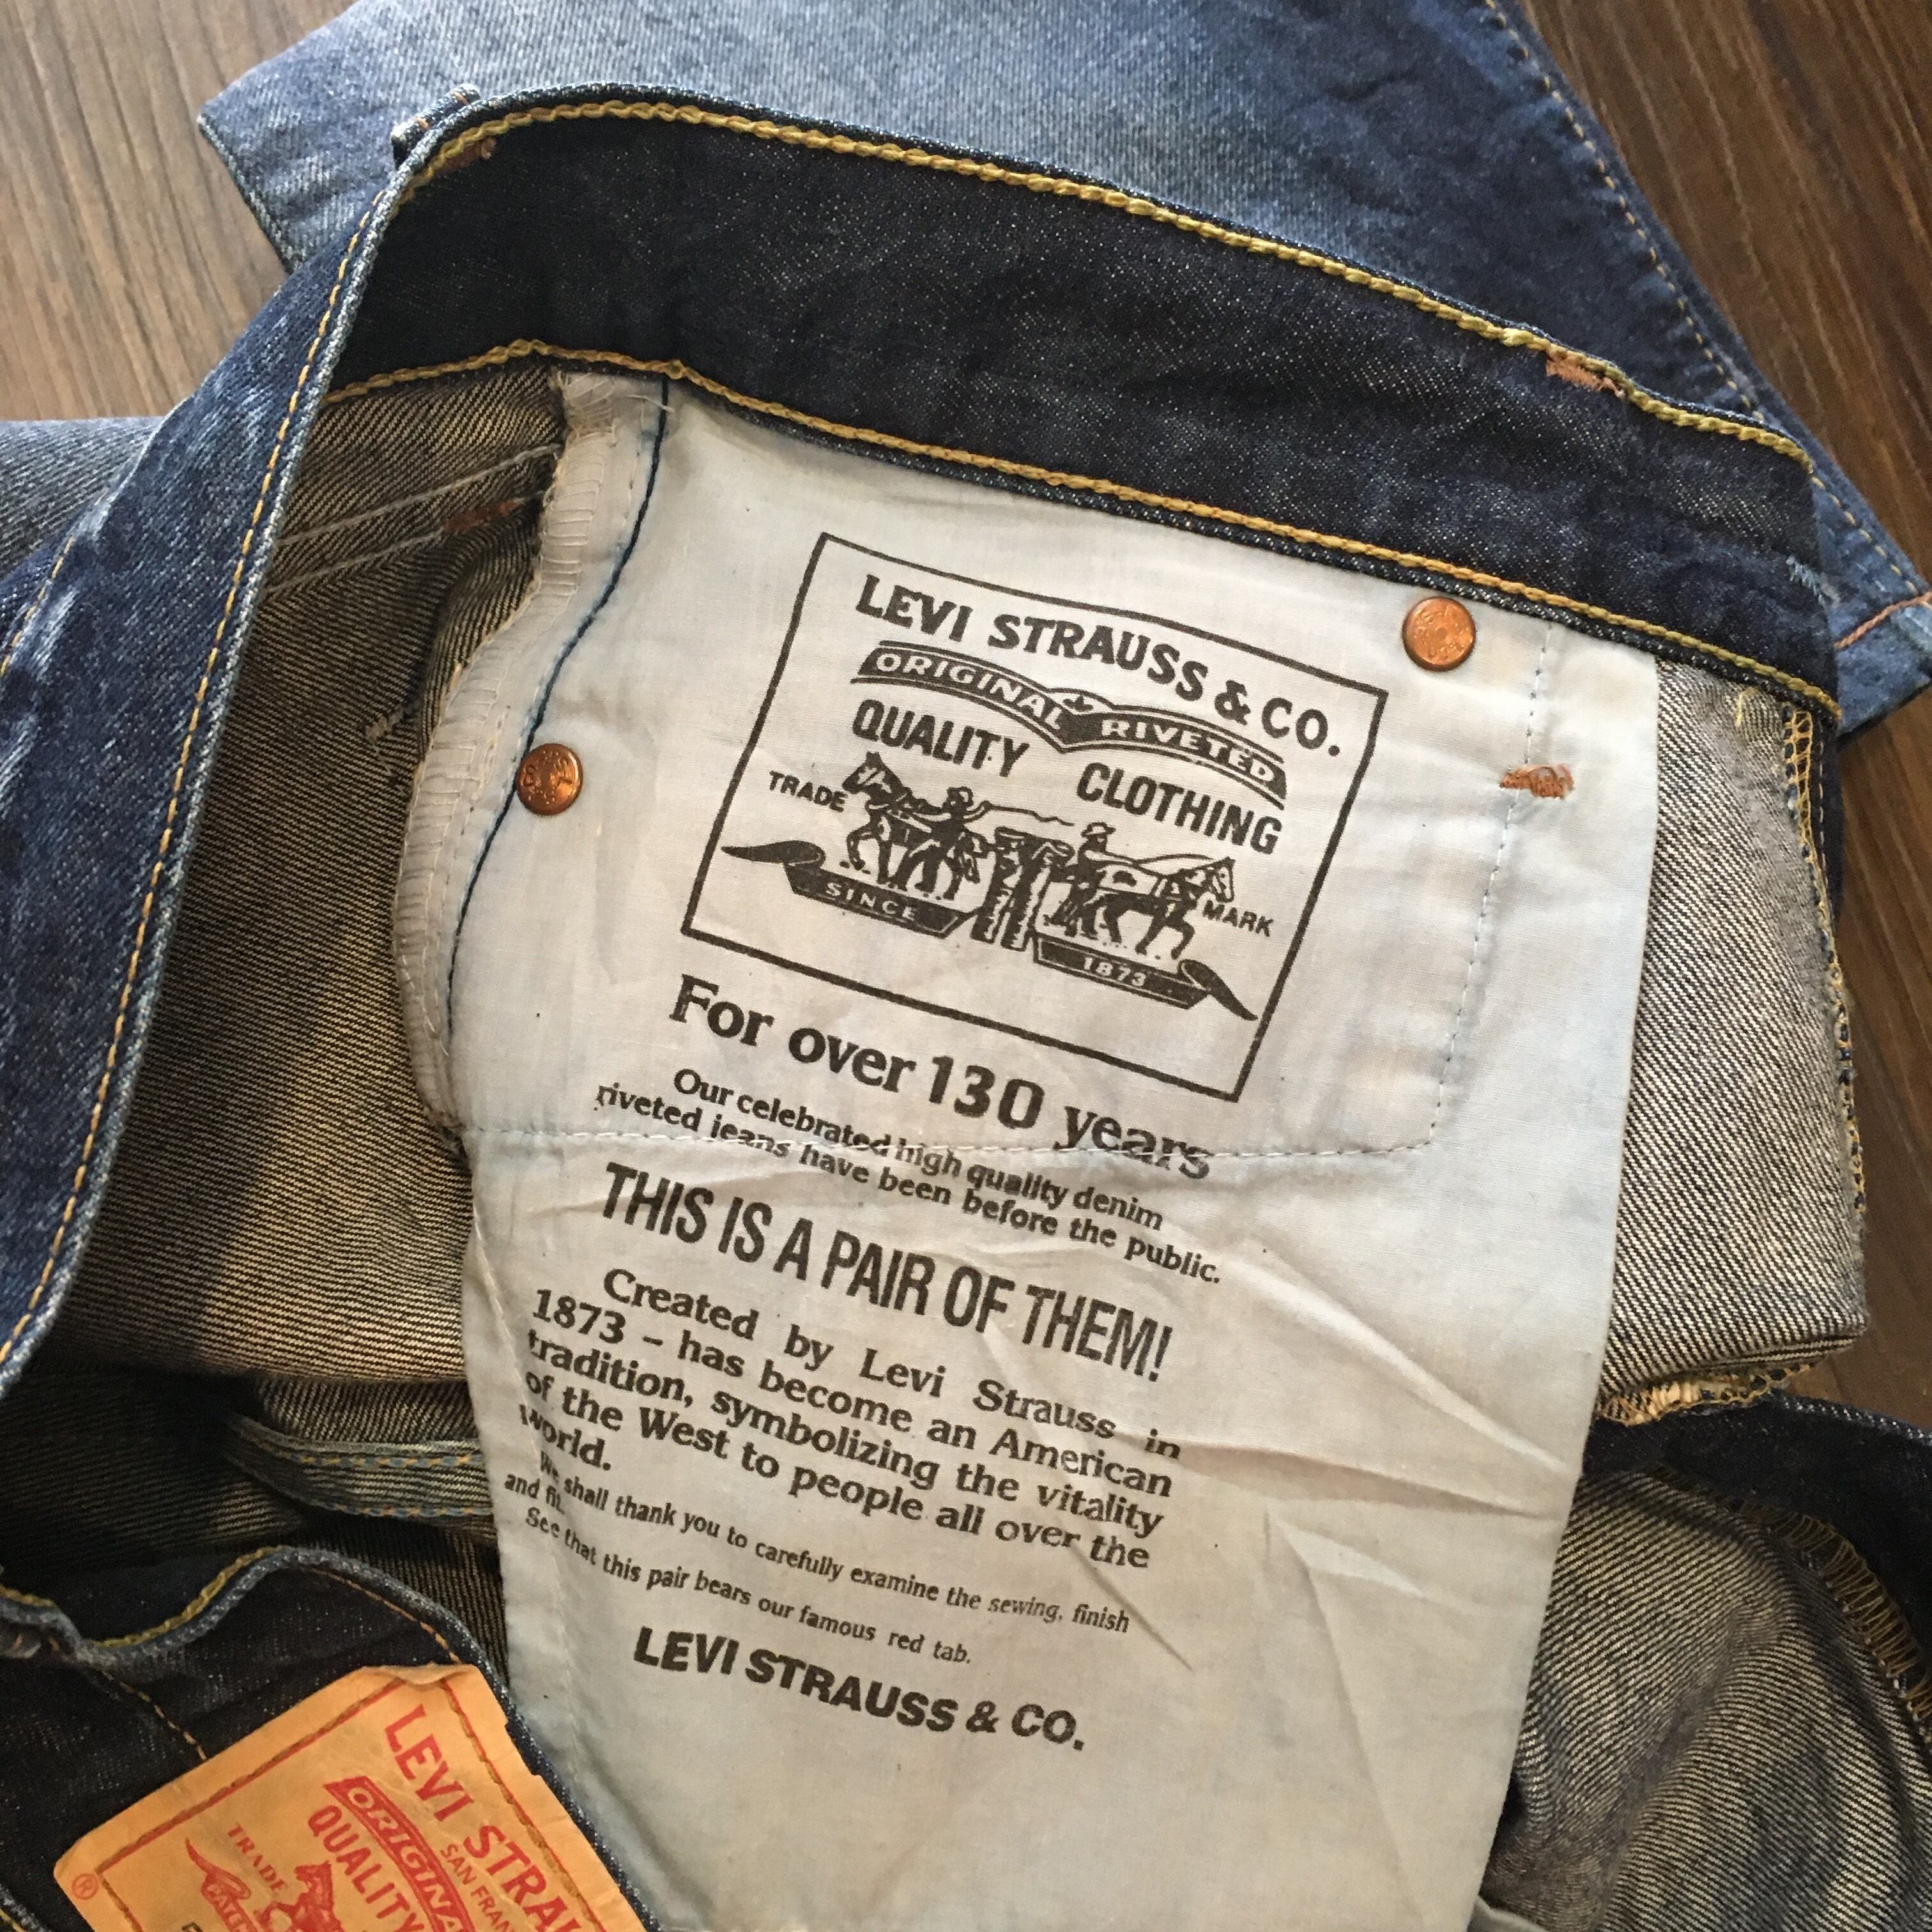 LEVI STRAUSS & CO.
ORIGINAL RIVETED
QUALITY CLOTHING
TRADE MARK
SINCE 1873
For over 130 years
Our celebrated high quality denim
riveted jeans have been before the public.
THIS IS A PAIR OF THEM!
Created by Levi Strauss in
1873 – has become an American
tradition, symbolizing the vitality
of the West to people all over the
world.
We shall thank you to carefully examine the sewing, finish
and fit.
See that this pair bears our famous red tab.
LEVI STRAUSS & CO.
LEVI STRAU
SAN FRAN
ORIGINA
QUALITY
TRADE
®